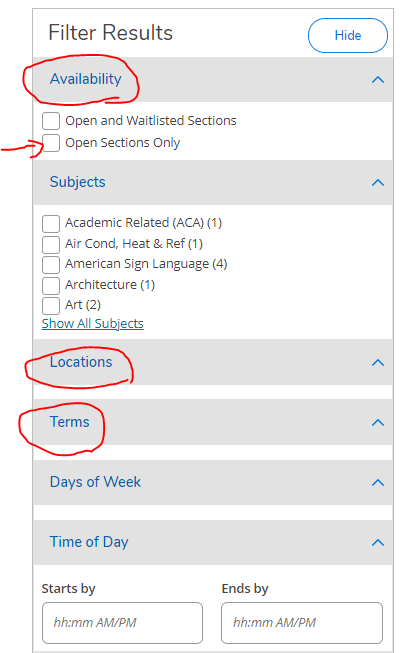 Filter Results
Hide
Availability
Open and Waitlisted Sections
Open Sections Only
Subjects
Academic Related (ACA) (1)
Air Cond, Heat & Ref (1)
American Sign Language (4)
Architecture (1)
Art (2)
Show All Subjects
Locations
Terms
Days of Week
Time of Day
Starts by Ends by
hh:mm AM/PM hh:mm AM/PM